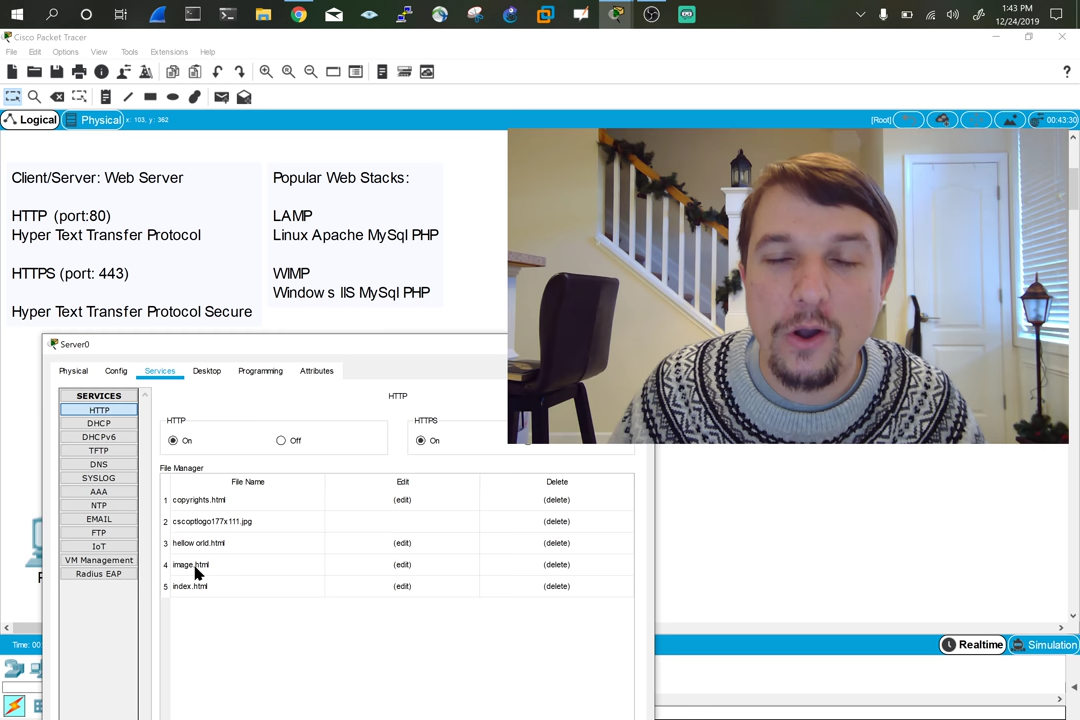 1:43 PM
12/24/2019
Cisco Packet Tracer
File Edit Options View Tools Extensions Help
?
Logical Physical x: 103, y: 362 [Root] 00:43:30
Client/Server: Web Server
HTTP (port:80)
Hyper Text Transfer Protocol
HTTPS (port: 443)
Hyper Text Transfer Protocol Secure
Popular Web Stacks:
LAMP
Linux Apache MySql PHP
WIMP
Windows IIS MySql PHP
Server0
Physical Config Services Desktop Programming Attributes
SERVICES
HTTP
DHCP
DHCPv6
TFTP
DNS
SYSLOG
AAA
NTP
EMAIL
FTP
IoT
VM Management
Radius EAP
HTTP
HTTP
On Off
HTTPS
On
File Manager
File Name Edit Delete
1 copyrights.html (edit) (delete)
2 cscoptlogo177x111.jpg (delete)
3 helloworld.html (edit) (delete)
4 image.html (edit) (delete)
5 index.html (edit) (delete)
Time: 00
Realtime Simulation